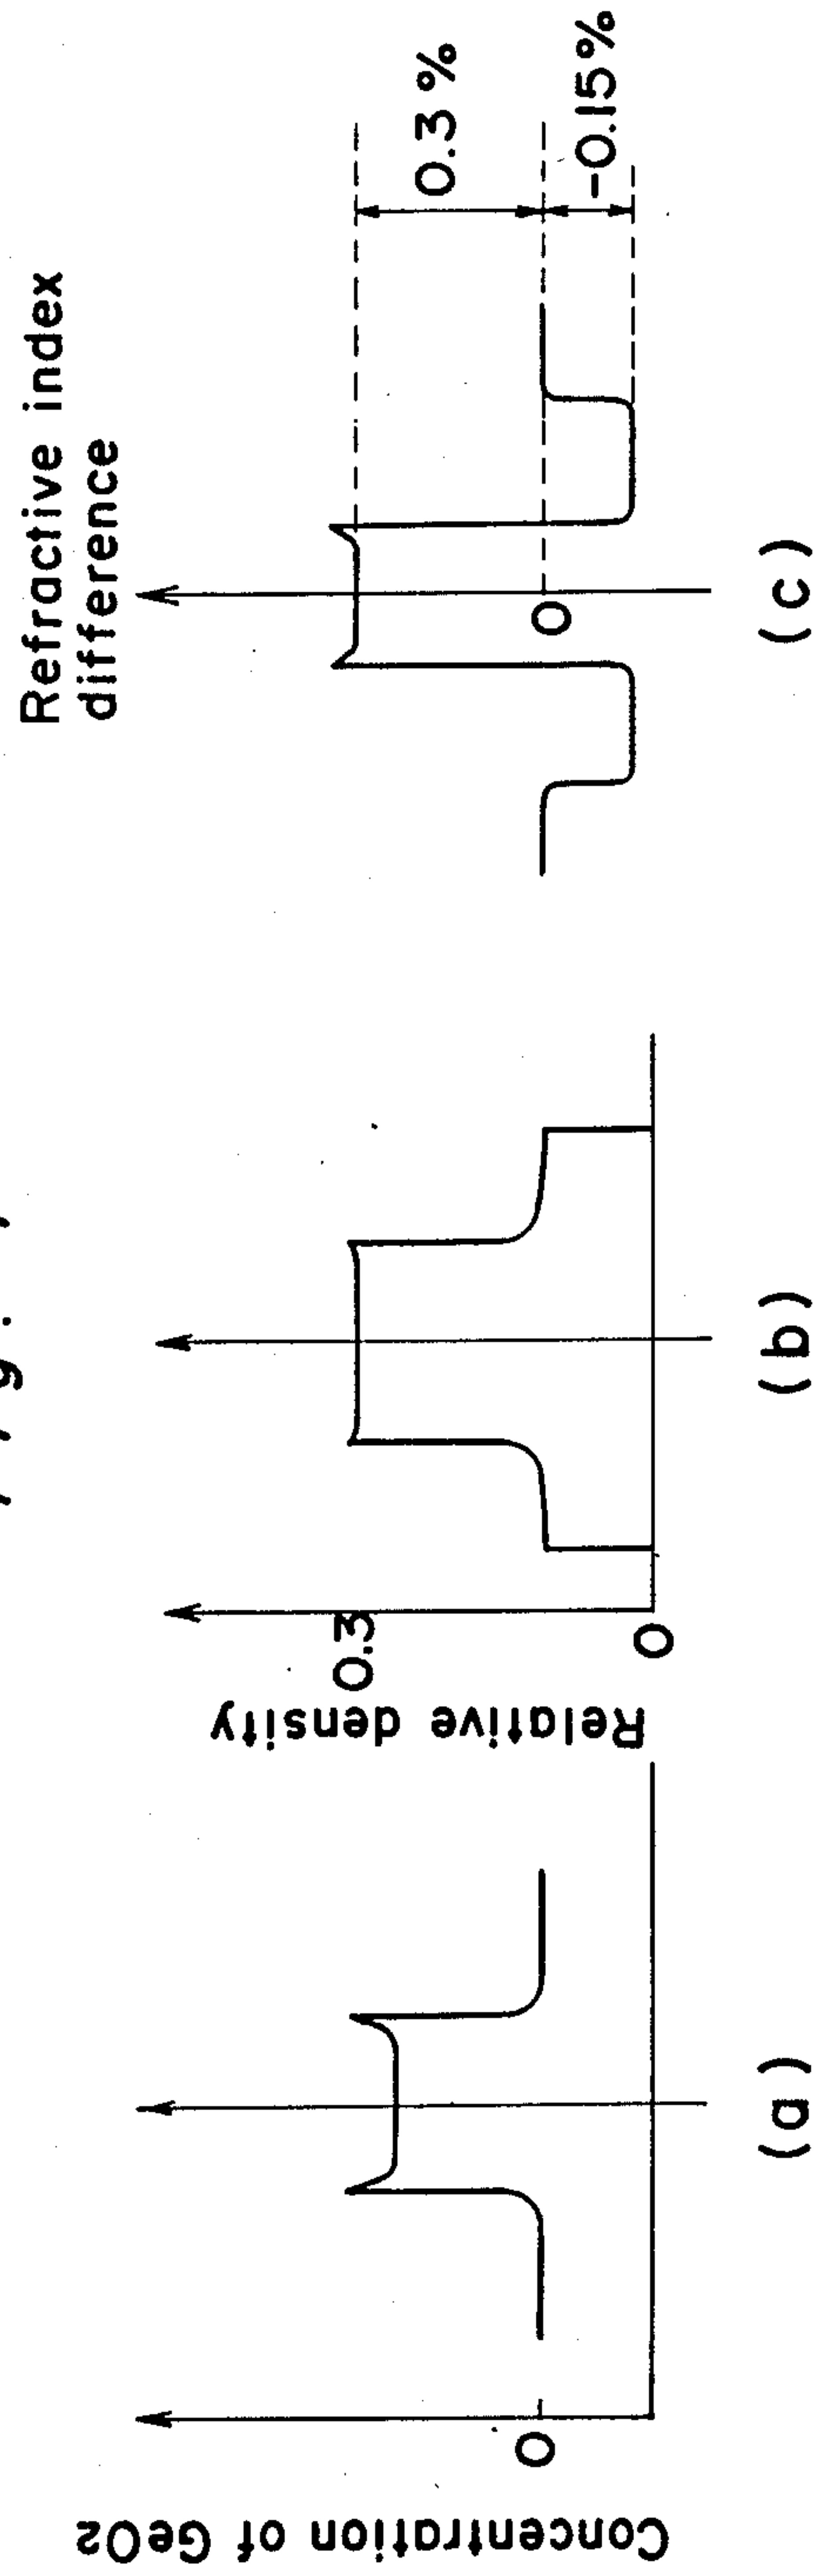 Concentration of GeO2
0
(a)
Relative density
0.3
0
(b)
Refractive index
difference
0.3 %
-0.15%
0
(c)